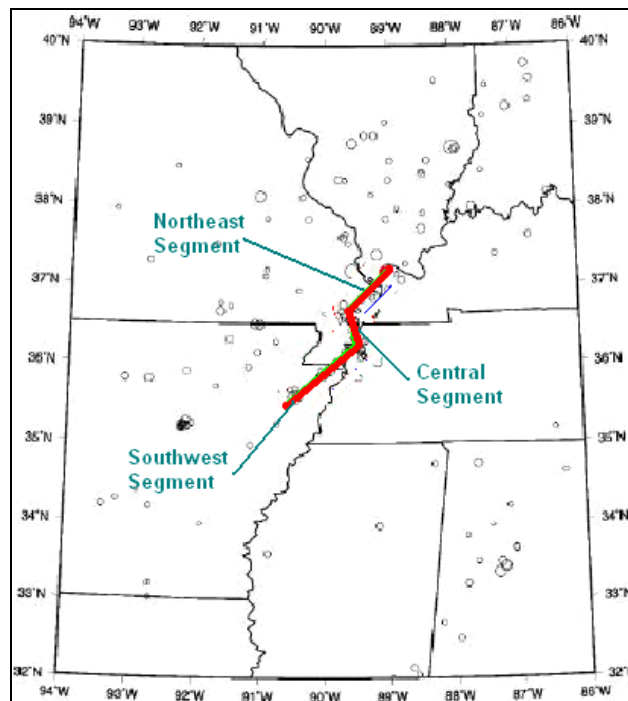 94°W 93°W 92°W 91°W 90°W 89°W 88°W 87°W 86°W
40°N 40°N
39°N 39°N
38°N 38°N
Northeast
Segment
37°N 37°N
36°N 36°N
Central
Segment
35°N 35°N
Southwest
Segment
34°N 34°N
33°N 33°N
32°N 32°N
94°W 93°W 92°W 91°W 90°W 89°W 88°W 87°W 86°W